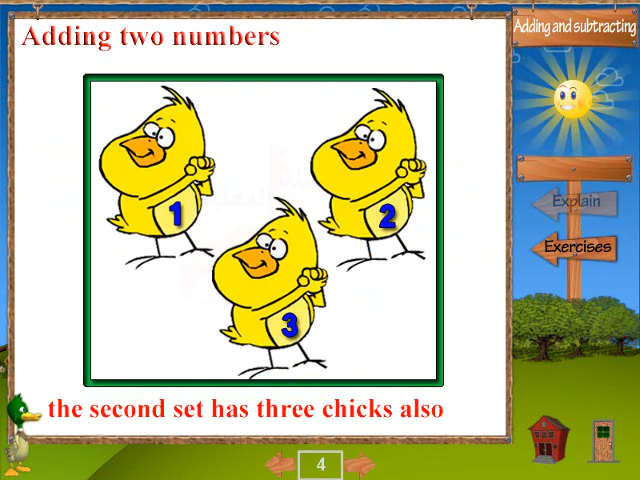 Adding two numbers
Adding and subtracting
1
2
3
Explain
Exercises
the second set has three chicks also
4